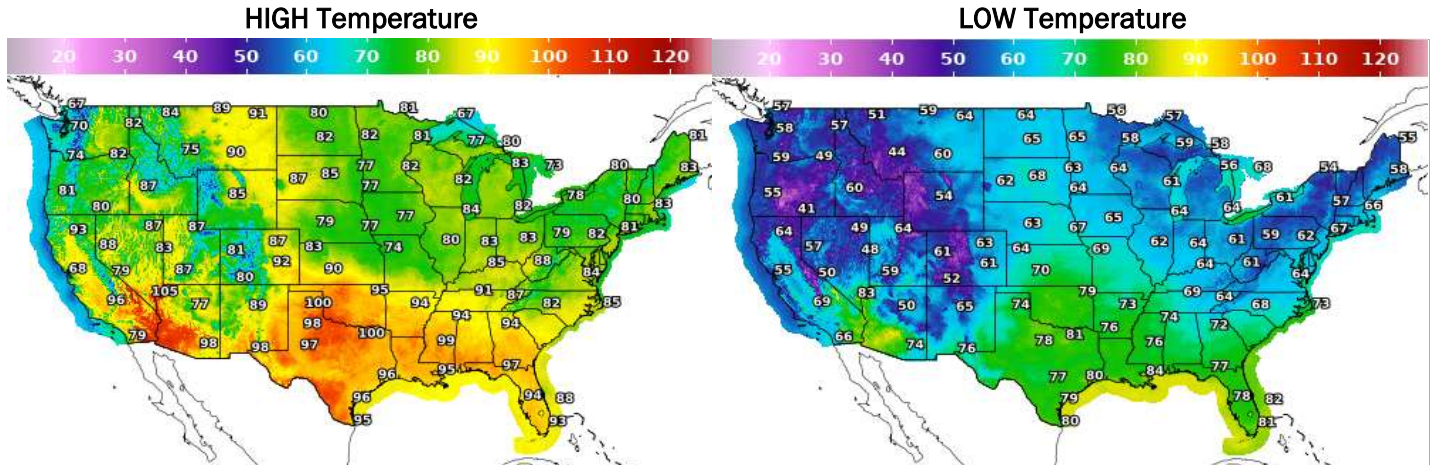 HIGH Temperature
LOW Temperature
20 30 40 50 60 70 80 90 100 110 120
20 30 40 50 60 70 80 90 100 110 120
67 84 89 91 80 81 67
70 82 82 82 81 77 80 81
74 82 75 90 77 82 83 73 80 83
81 87 85 87 85 77 82 78 80 83
80 79 77 77 84 82 79 82 81
93 88 87 83 87 81 87 83 74 80 83 83
68 79 87 80 92 90 85 88 84
96 105 77 89 100 95 94 91 87 82 85
79 98 98 98 97 100 94 99 94
96 95 97
96 95 94 88 93
57 51 59 64 64 56 57
58 57 65 65 58 59 58 55
59 49 44 60 63 64 56 68 54 58
55 60 54 62 68 64 61 61 57 66
41 63 67 65 64 64 59 62 67
64 57 49 48 64 61 63 64 69 62 64 61
55 50 59 52 61 70 64 61 64
69 83 50 65 74 79 73 69 64 68 73
66 74 76 78 81 76 74 76 72
77 80 84 77
79 80 78 82 81